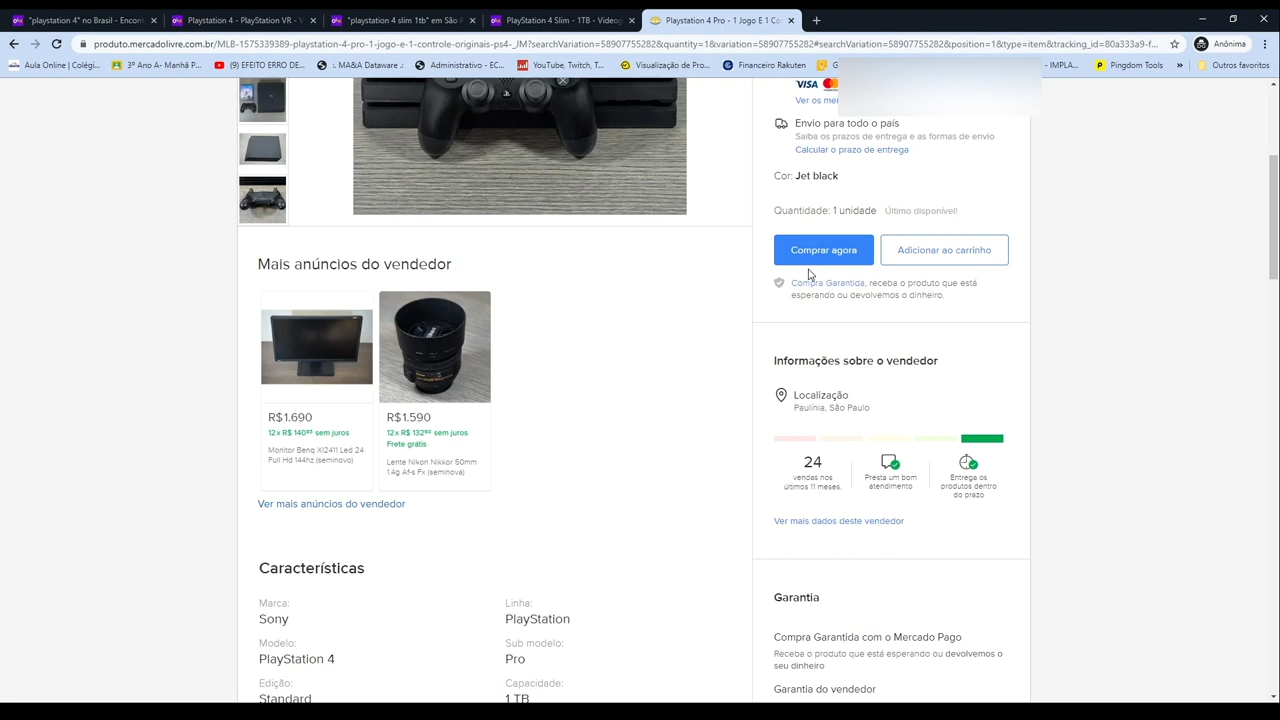 "playstation 4" no Brasil - Encont
PlayStation 4 - PlayStation VR - V
"playstation 4 slim 1tb" em São P
PlayStation 4 Slim - 1TB - Videog
Playstation 4 Pro - 1 Jogo E 1 Co
produto.mercadolivre.com.br/MLB-1575339389-playstation-4-pro-1-jogo-e-1-controle-originais-ps4-_JM?searchVariation=58907755282&quantity=1&variation=58907755282#searchVariation=58907755282&position=1&type=item&tracking_id=80a333a9-f...
Anônima
Aula Online | Colégi...
3º Ano A- Manhã P...
(9) EFEITO ERRO DE...
:. MA&A Dataware .:
Administrativo - EC...
YouTube, Twitch, T...
Visualização de Pro...
Financeiro Rakuten
G
- IMPLA...
Pingdom Tools
»
Outros favoritos
VISA
Ver os mei
Envio para todo o país
Saiba os prazos de entrega e as formas de envio
Calcular o prazo de entrega
Cor: Jet black
Quantidade: 1 unidade Último disponível!
Comprar agora
Adicionar ao carrinho
Compra Garantida, receba o produto que está
esperando ou devolvemos o dinheiro.
Mais anúncios do vendedor
R$1.690
12x R$ 140⁸³ sem juros
Monitor Benq Xl2411 Led 24
Full Hd 144hz (seminovo)
R$1.590
12x R$ 132⁵⁰ sem juros
Frete grátis
Lente Nikon Nikkor 50mm
1.4g Af-s Fx (seminova)
Ver mais anúncios do vendedor
Informações sobre o vendedor
Localização
Paulínia, São Paulo
24
vendas nos
últimos 11 meses.
Presta um bom
atendimento
Entrega os
produtos dentro
do prazo
Ver mais dados deste vendedor
Características
Marca:
Sony
Linha:
PlayStation
Modelo:
PlayStation 4
Sub modelo:
Pro
Edição:
Standard
Capacidade:
1 TB
Garantia
Compra Garantida com o Mercado Pago
Receba o produto que está esperando ou devolvemos o
seu dinheiro
Garantia do vendedor